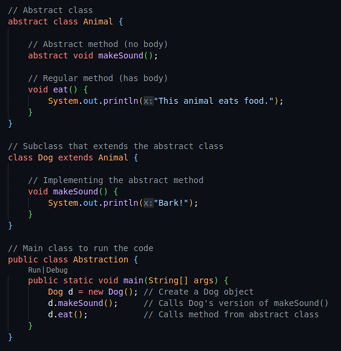 // Abstract class
abstract class Animal {
// Abstract method (no body)
abstract void makeSound();
// Regular method (has body)
void eat() {
System.out.println(x:"This animal eats food.");
}
}
// Subclass that extends the abstract class
class Dog extends Animal {
// Implementing the abstract method
void makeSound() {
System.out.println(x:"Bark!");
}
}
// Main class to run the code
public class Abstraction {
Run|Debug
public static void main(String[] args) {
Dog d = new Dog(); // Create a Dog object
d.makeSound();     // Calls Dog's version of makeSound()
d.eat();           // Calls method from abstract class
}
}